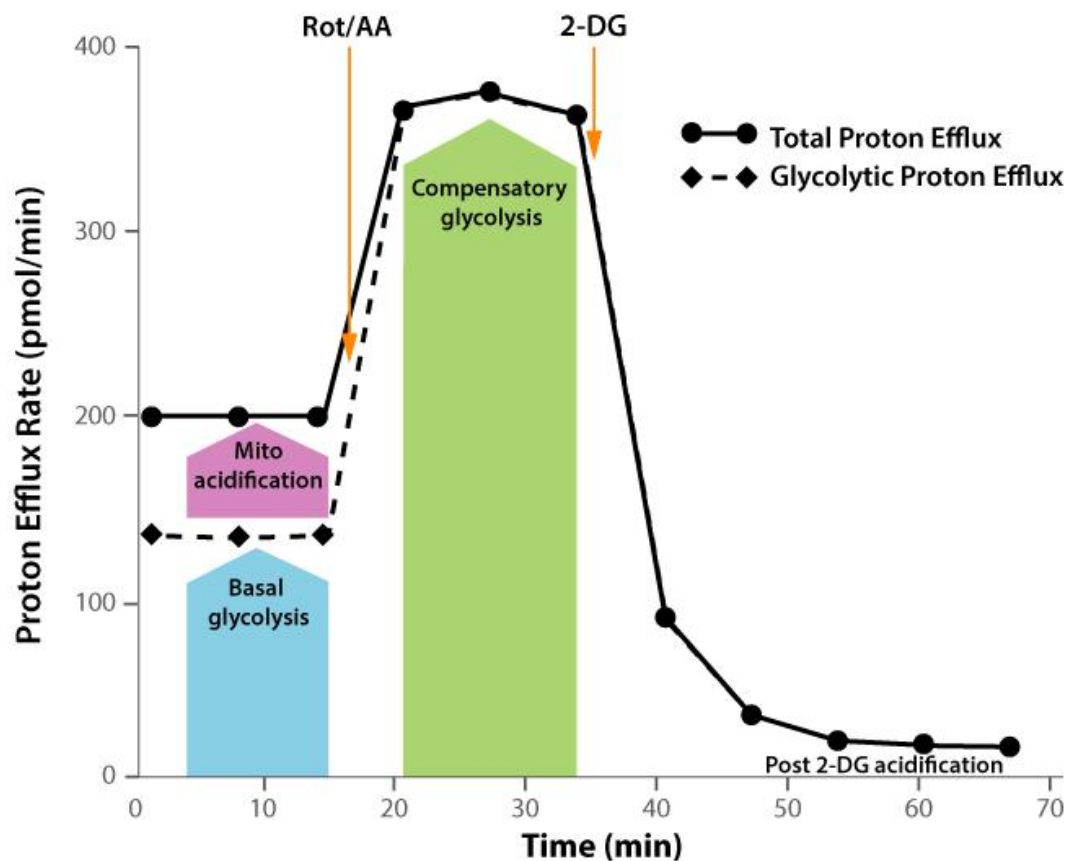 Rot/AA
2-DG
400
300
200
100
0
Proton Efflux Rate (pmol/min)
Total Proton Efflux
Glycolytic Proton Efflux
Compensatory
glycolysis
Mito
acidification
Basal
glycolysis
Post 2-DG acidification
0 10 20 30 40 50 60 70
Time (min)